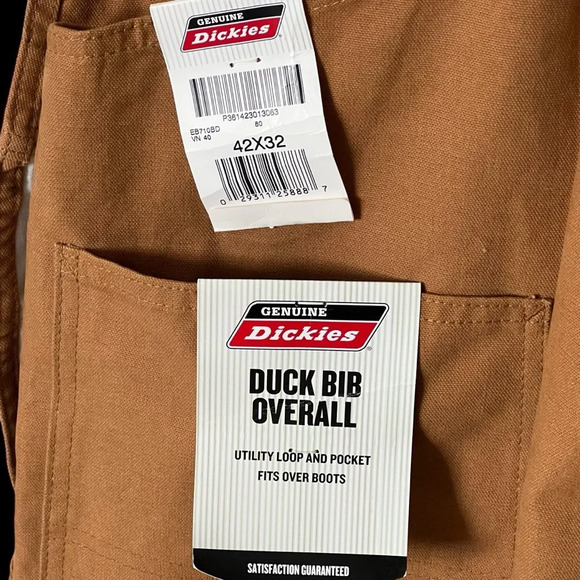 GENUINE
Dickies
P361423013063
EB710BD 80
VN 40
42X32
0 29311 25888 7
GENUINE
Dickies
DUCK BIB
OVERALL
UTILITY LOOP AND POCKET
FITS OVER BOOTS
SATISFACTION GUARANTEED